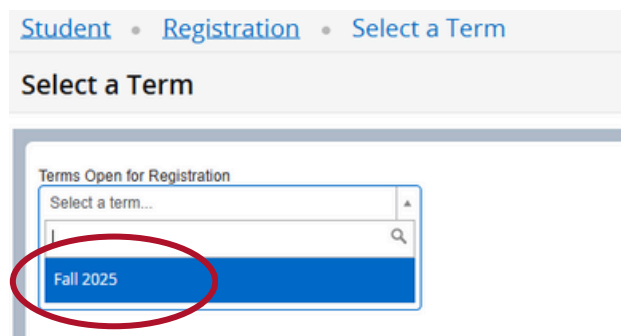 Student • Registration • Select a Term
Select a Term
Terms Open for Registration
Select a term...
Fall 2025